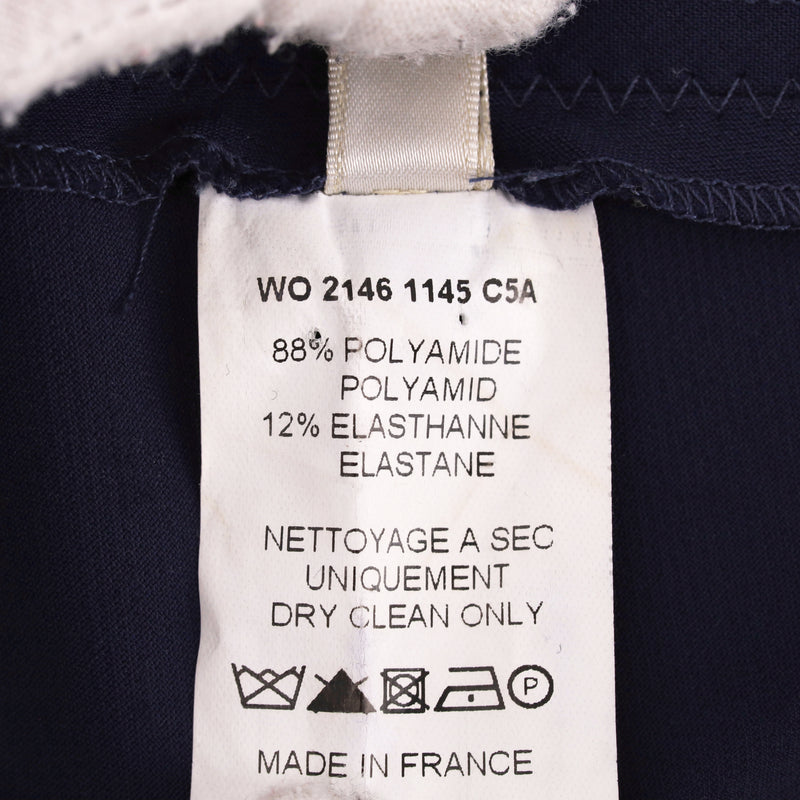 WO 2146 1145 C5A
88% POLYAMIDE
POLYAMID
12% ELASTHANNE
ELASTANE
NETTOYAGE A SEC
UNIQUEMENT
DRY CLEAN ONLY
P
MADE IN FRANCE